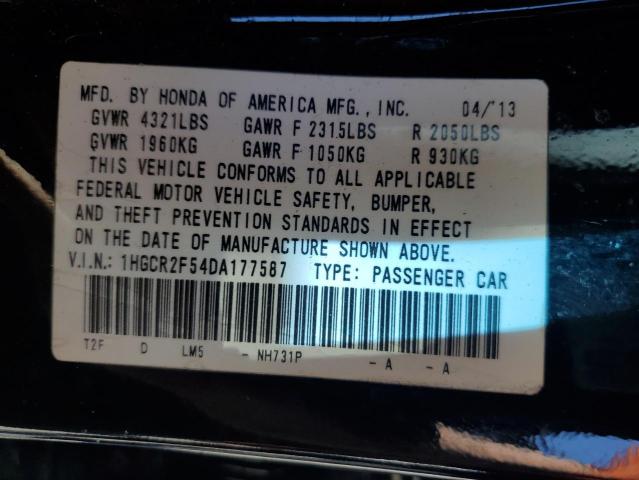 MFD. BY HONDA OF AMERICA MFG., INC. 04/'13
GVWR 4321LBS GAWR F 2315LBS R 2050LBS
GVWR 1960KG GAWR F 1050KG R 930KG
THIS VEHICLE CONFORMS TO ALL APPLICABLE
FEDERAL MOTOR VEHICLE SAFETY, BUMPER,
AND THEFT PREVENTION STANDARDS IN EFFECT
ON THE DATE OF MANUFACTURE SHOWN ABOVE.
V.I.N.: 1HGCR2F54DA177587 TYPE: PASSENGER CAR
T2F D LM5 - NH731P - A - A